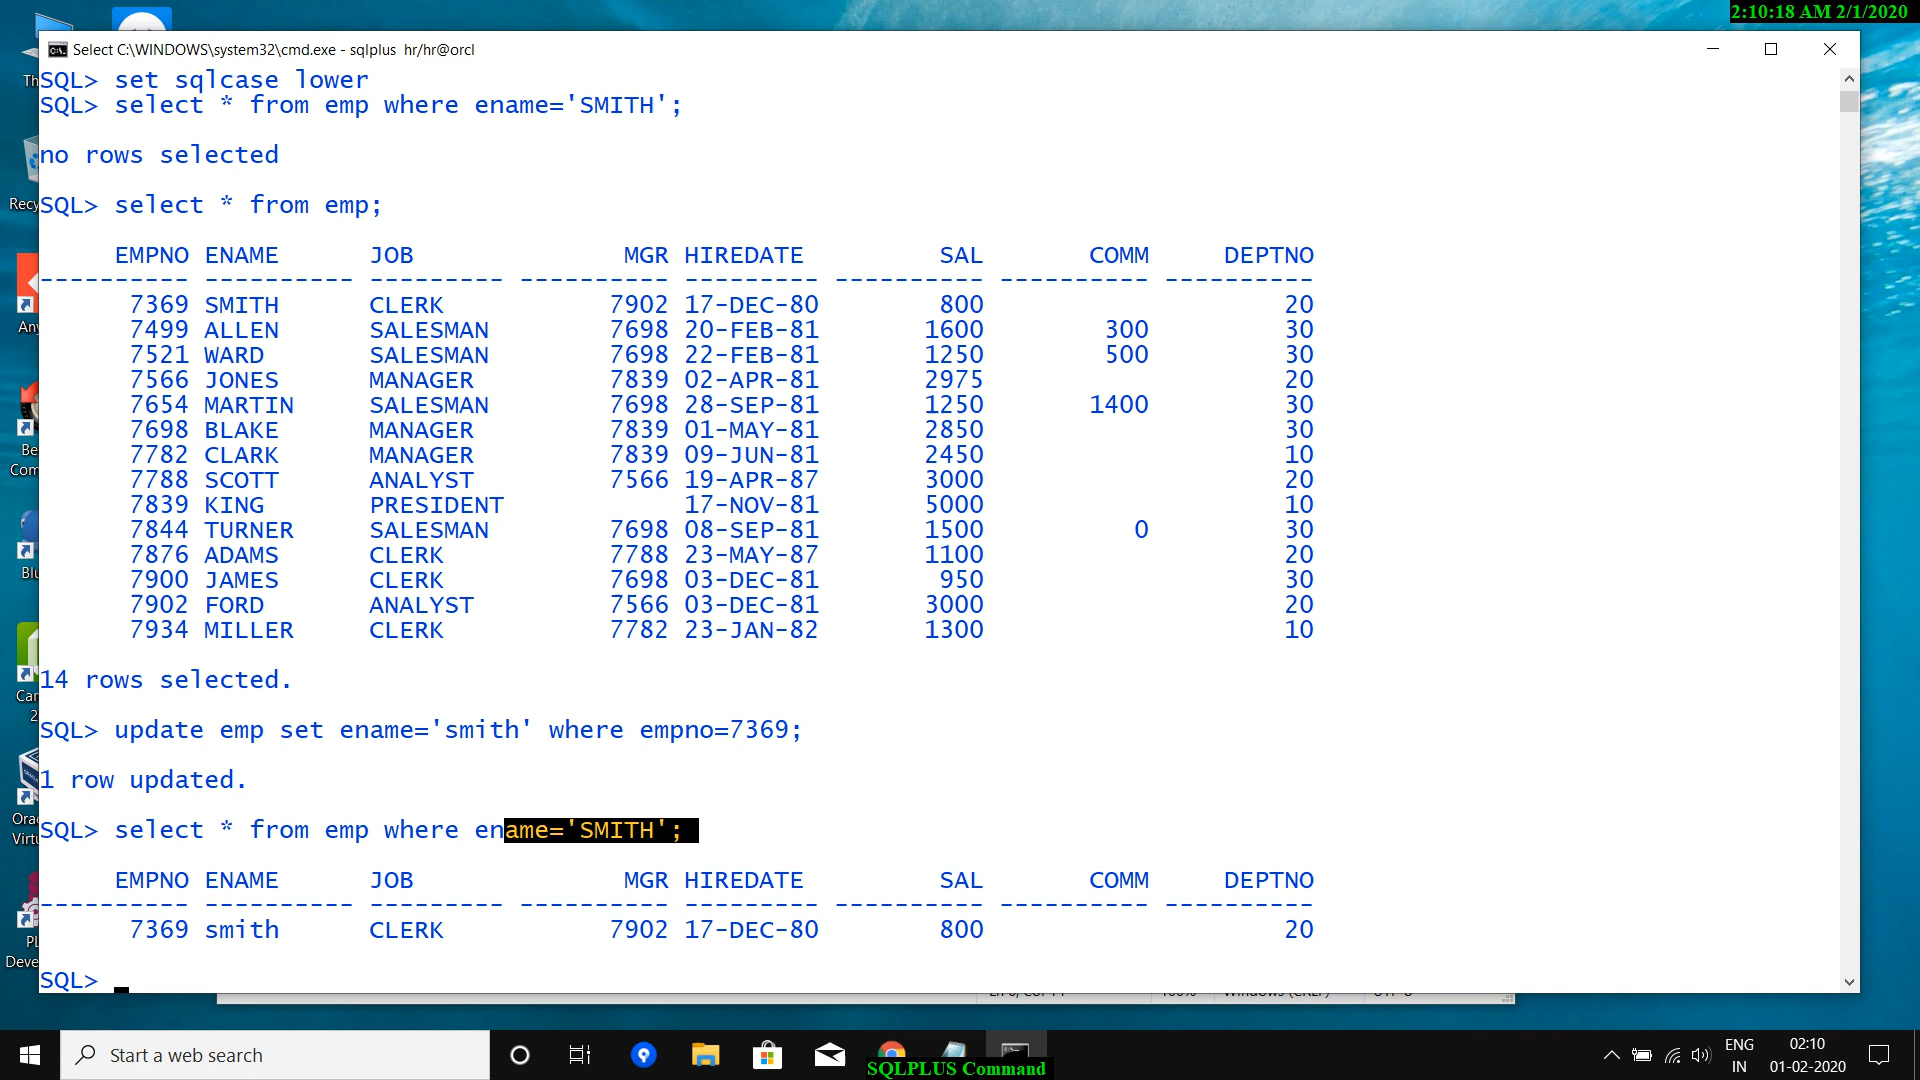 2:10:18 AM 2/1/2020
Select C:\WINDOWS\system32\cmd.exe - sqlplus  hr/hr@orcl
SQL> set sqlcase lower
SQL> select * from emp where ename='SMITH';
no rows selected
SQL> select * from emp;
     EMPNO ENAME      JOB              MGR HIREDATE         SAL       COMM     DEPTNO
---------- ---------- --------- ---------- --------- ---------- ---------- ----------
      7369 SMITH      CLERK           7902 17-DEC-80        800                    20
      7499 ALLEN      SALESMAN        7698 20-FEB-81       1600        300         30
      7521 WARD       SALESMAN        7698 22-FEB-81       1250        500         30
      7566 JONES      MANAGER         7839 02-APR-81       2975                    20
      7654 MARTIN     SALESMAN        7698 28-SEP-81       1250       1400         30
      7698 BLAKE      MANAGER         7839 01-MAY-81       2850                    30
      7782 CLARK      MANAGER         7839 09-JUN-81       2450                    10
      7788 SCOTT      ANALYST         7566 19-APR-87       3000                    20
      7839 KING       PRESIDENT            17-NOV-81       5000                    10
      7844 TURNER     SALESMAN        7698 08-SEP-81       1500          0         30
      7876 ADAMS      CLERK           7788 23-MAY-87       1100                    20
      7900 JAMES      CLERK           7698 03-DEC-81        950                    30
      7902 FORD       ANALYST         7566 03-DEC-81       3000                    20
      7934 MILLER     CLERK           7782 23-JAN-82       1300                    10
14 rows selected.
SQL> update emp set ename='smith' where empno=7369;
1 row updated.
SQL> select * from emp where ename='SMITH';
     EMPNO ENAME      JOB              MGR HIREDATE         SAL       COMM     DEPTNO
---------- ---------- --------- ---------- --------- ---------- ---------- ----------
      7369 smith      CLERK           7902 17-DEC-80        800                    20
SQL>
Start a web search
SQLPLUS Command
ENG
IN
02:10
01-02-2020